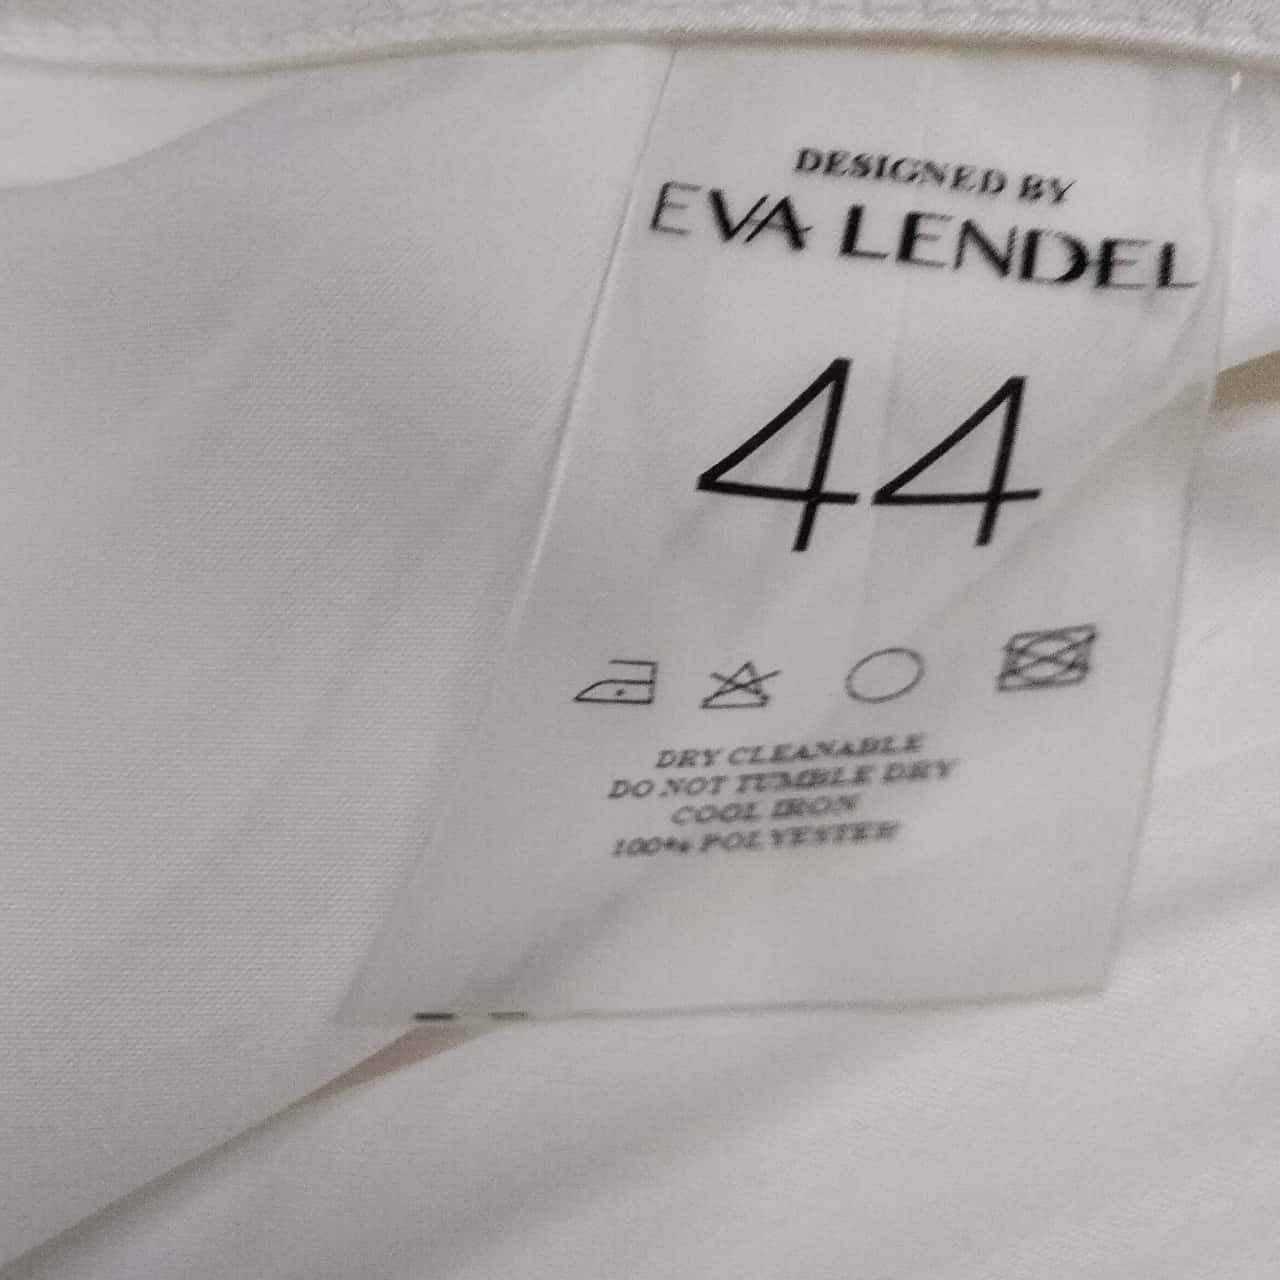 DESIGNED BY
EVA LENDEL
44
DRY CLEANABLE
DO NOT TUMBLE DRY
COOL IRON
100% POLYESTER